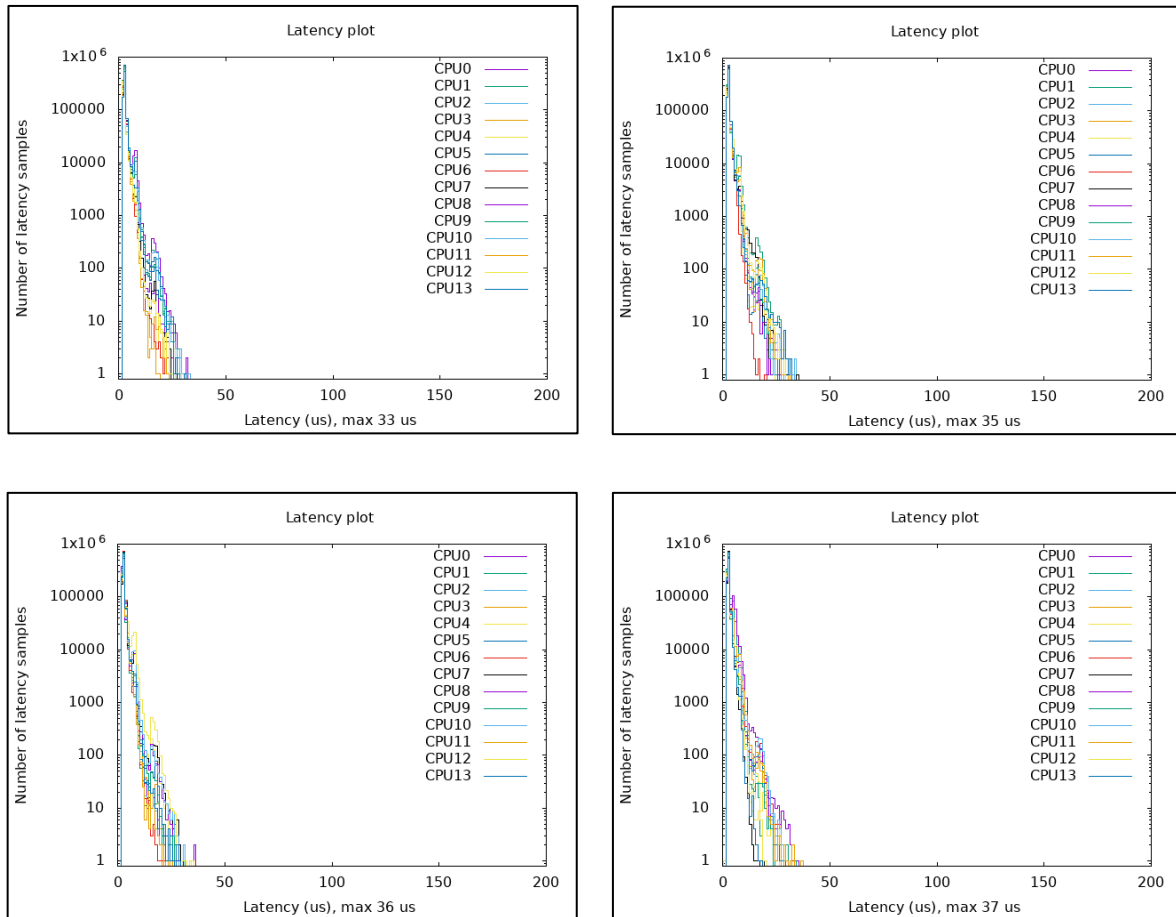 Latency plot
Number of latency samples
1x10^6
100000
10000
1000
100
10
1
CPU0
CPU1
CPU2
CPU3
CPU4
CPU5
CPU6
CPU7
CPU8
CPU9
CPU10
CPU11
CPU12
CPU13
0 50 100 150 200
Latency (us), max 33 us
Latency plot
Number of latency samples
1x10^6
100000
10000
1000
100
10
1
CPU0
CPU1
CPU2
CPU3
CPU4
CPU5
CPU6
CPU7
CPU8
CPU9
CPU10
CPU11
CPU12
CPU13
0 50 100 150 200
Latency (us), max 35 us
Latency plot
Number of latency samples
1x10^6
100000
10000
1000
100
10
1
CPU0
CPU1
CPU2
CPU3
CPU4
CPU5
CPU6
CPU7
CPU8
CPU9
CPU10
CPU11
CPU12
CPU13
0 50 100 150 200
Latency (us), max 36 us
Latency plot
Number of latency samples
1x10^6
100000
10000
1000
100
10
1
CPU0
CPU1
CPU2
CPU3
CPU4
CPU5
CPU6
CPU7
CPU8
CPU9
CPU10
CPU11
CPU12
CPU13
0 50 100 150 200
Latency (us), max 37 us